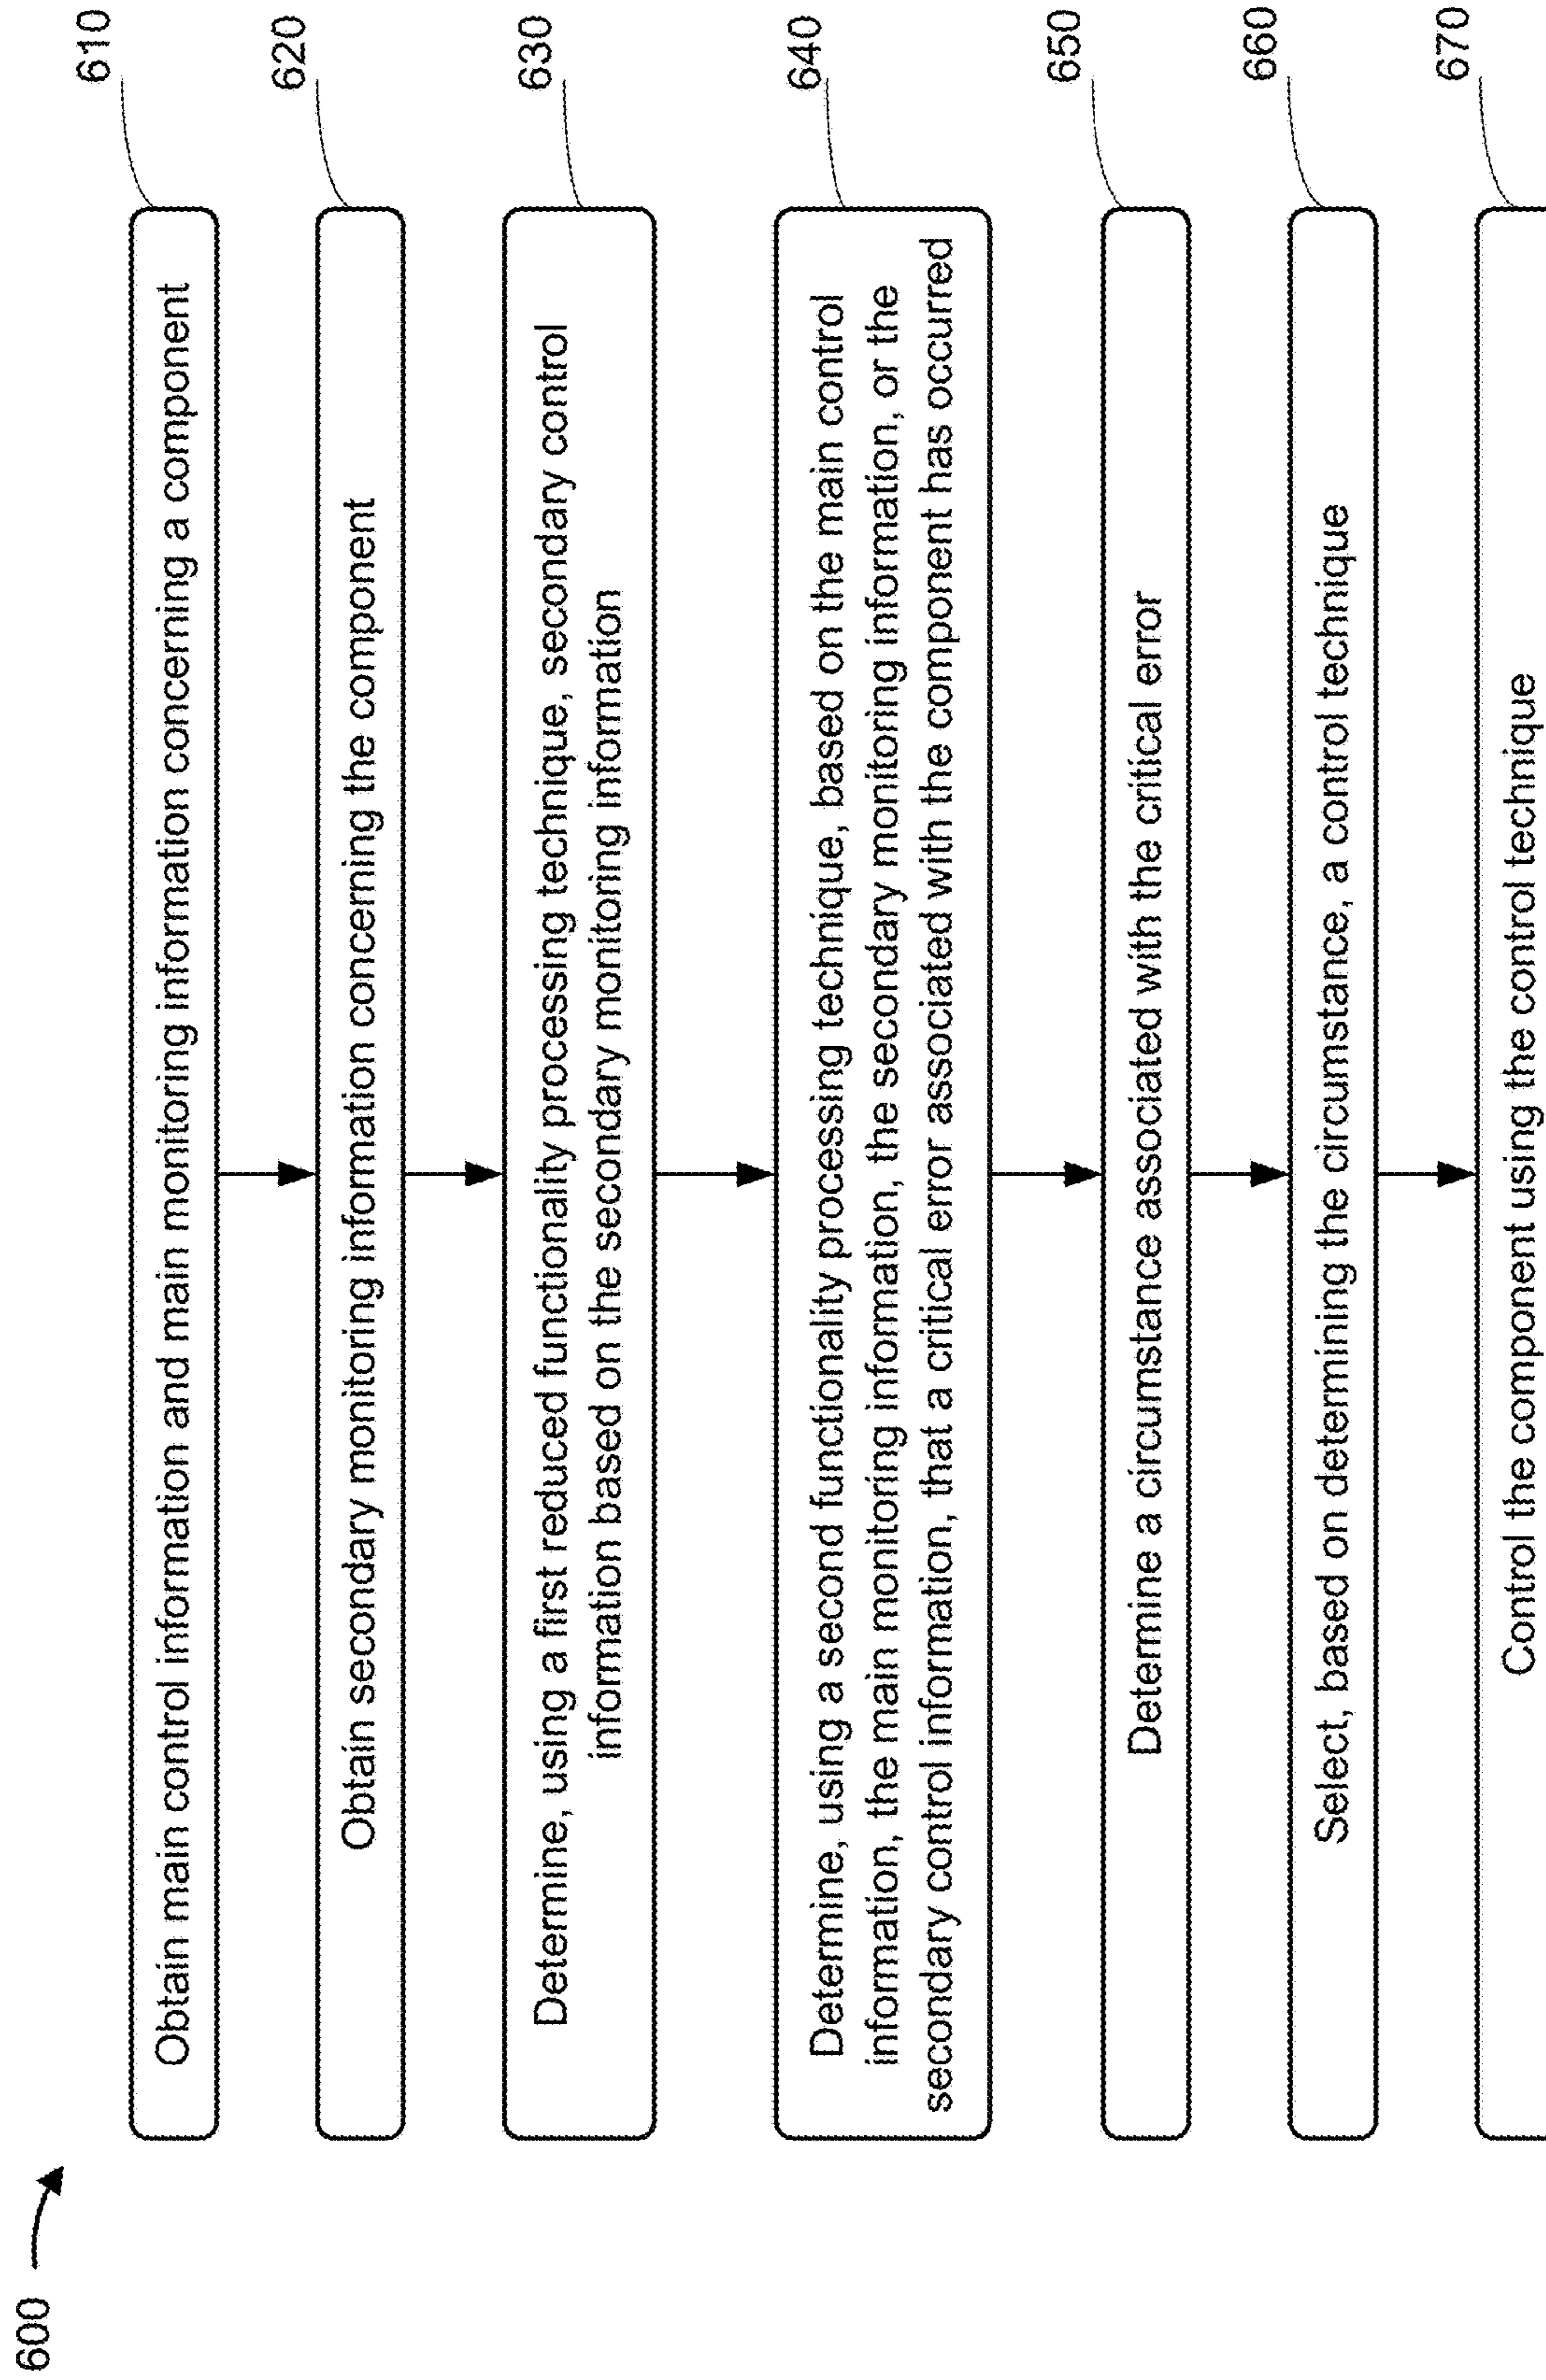 600
610
Obtain main control information and main monitoring information concerning a component
620
Obtain secondary monitoring information concerning the component
630
Determine, using a first reduced functionality processing technique, secondary control
information based on the secondary monitoring information
640
Determine, using a second functionality processing technique, based on the main control
information, the main monitoring information, the secondary monitoring information, or the
secondary control information, that a critical error associated with the component has occurred
650
Determine a circumstance associated with the critical error
660
Select, based on determining the circumstance, a control technique
670
Control the component using the control technique